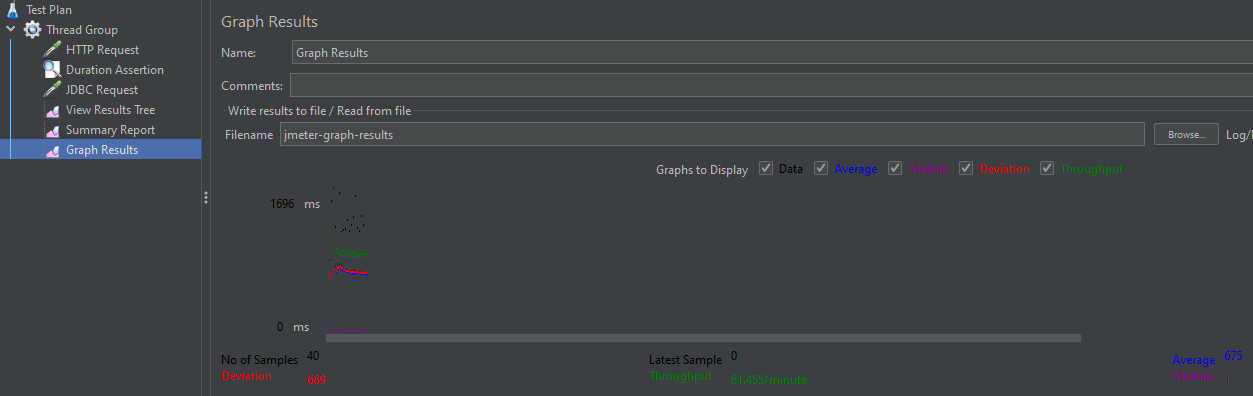 Test Plan
Thread Group
HTTP Request
Duration Assertion
JDBC Request
View Results Tree
Summary Report
Graph Results
Graph Results
Name: Graph Results
Comments:
Write results to file / Read from file
Filename jmeter-graph-results Browse... Log/
Graphs to Display Data Average Median Deviation Throughput
1696 ms
0 ms
No of Samples 40 Latest Sample 0 Average 675
Deviation 689 Throughput 61.455/minute Median 1